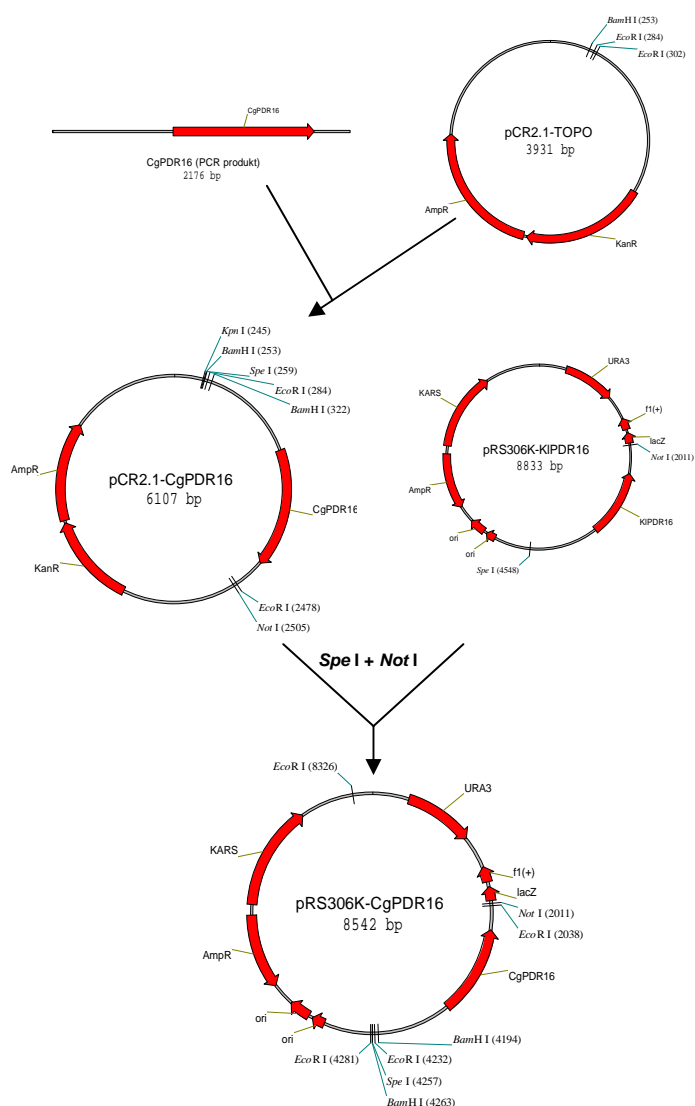 BamH I (253)
EcoR I (284)
EcoR I (302)
CgPDR16
CgPDR16 (PCR produkt)
2176 bp
pCR2.1-TOPO
3931 bp
AmpR
KanR
Kpn I (245)
BamH I (253)
Spe I (259)
EcoR I (284)
BamH I (322)
AmpR
pCR2.1-CgPDR16
6107 bp
CgPDR16
KanR
EcoR I (2478)
Not I (2505)
URA3
KARS
f1(+)
lacZ
pRS306K-KlPDR16
8833 bp
Not I (2011)
AmpR
KlPDR16
ori
ori
Spe I (4548)
Spe I + Not I
EcoR I (8326)
URA3
KARS
f1(+)
lacZ
pRS306K-CgPDR16
8542 bp
Not I (2011)
EcoR I (2038)
AmpR
CgPDR16
ori
ori
BamH I (4194)
EcoR I (4281)
EcoR I (4232)
Spe I (4257)
BamH I (4263)